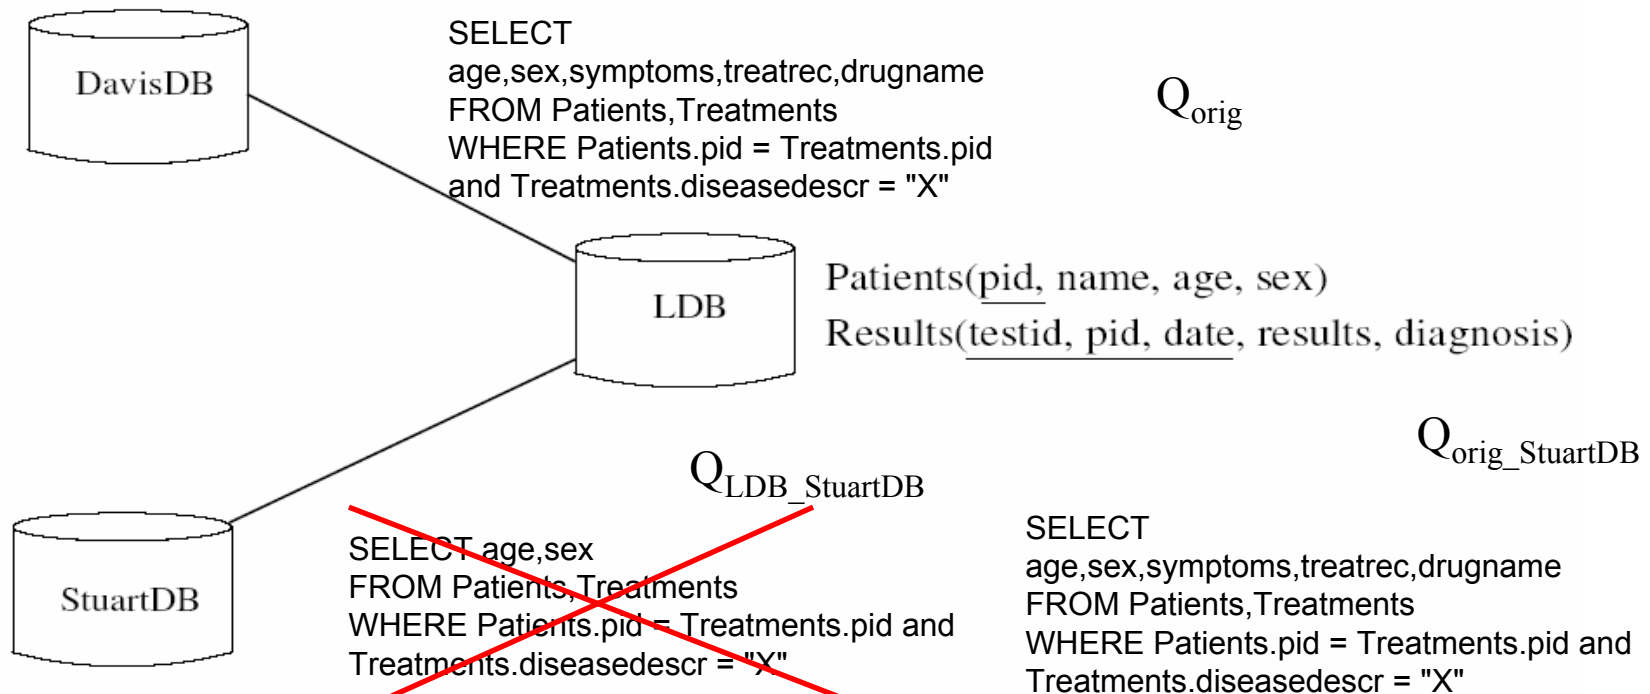 DavisDB
SELECT
age,sex,symptoms,treatrec,drugname
FROM Patients,Treatments
WHERE Patients.pid = Treatments.pid
and Treatments.diseasedescr = "X"
Qorig
LDB
Patients(pid, name, age, sex)
Results(testid, pid, date, results, diagnosis)
Qorig_StuartDB
QLDB_StuartDB
StuartDB
SELECT age,sex
FROM Patients,Treatments
WHERE Patients.pid = Treatments.pid and
Treatments.diseasedescr = "X"
SELECT
age,sex,symptoms,treatrec,drugname
FROM Patients,Treatments
WHERE Patients.pid = Treatments.pid and
Treatments.diseasedescr = "X"